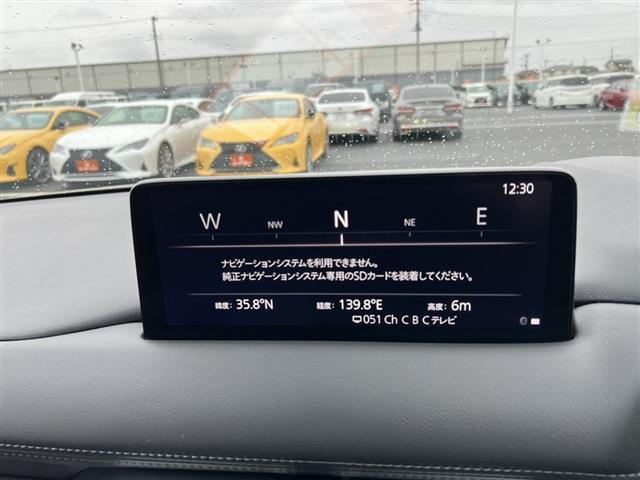 12:30
W NW N NE E
ナビゲーションシステムを利用できません。
純正ナビゲーションシステム専用のSDカードを装着してください。
緯度: 35.8°N 経度: 139.8°E 高度: 6m
051 Ch C B C テレビ